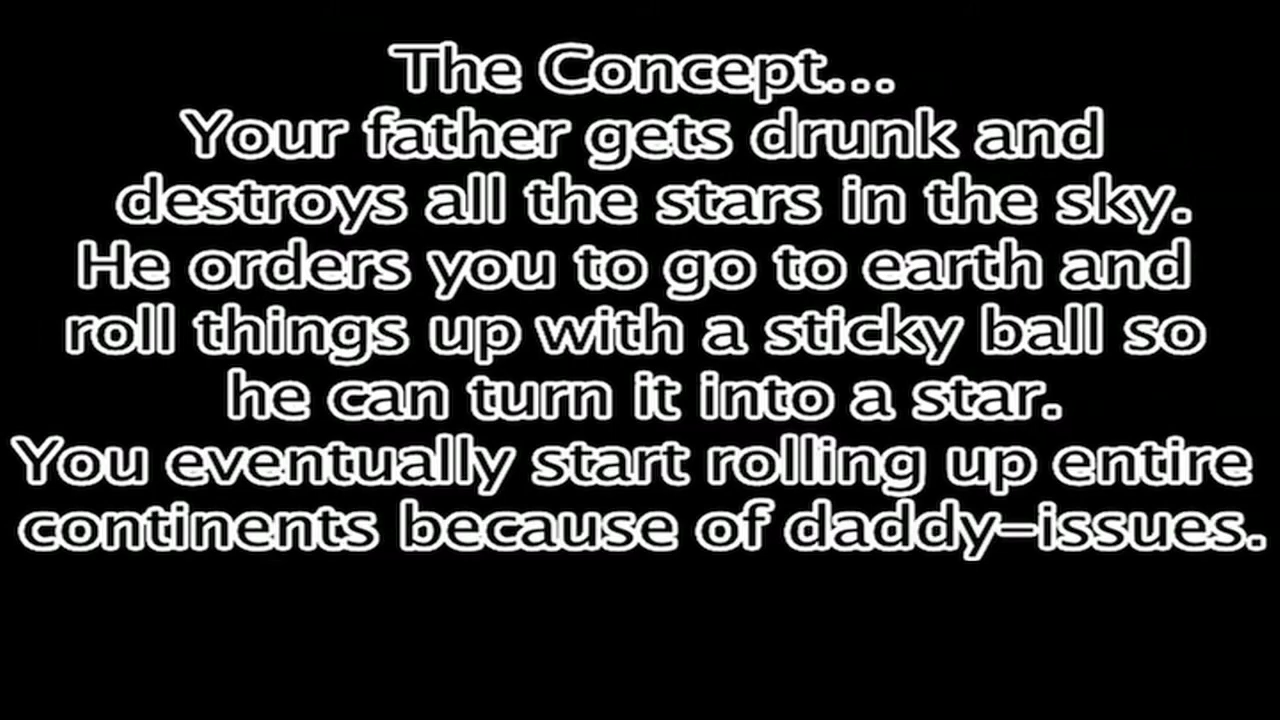 The Concept...
Your father gets drunk and
destroys all the stars in the sky.
He orders you to go to earth and
roll things up with a sticky ball so
he can turn it into a star.
You eventually start rolling up entire
continents because of daddy-issues.